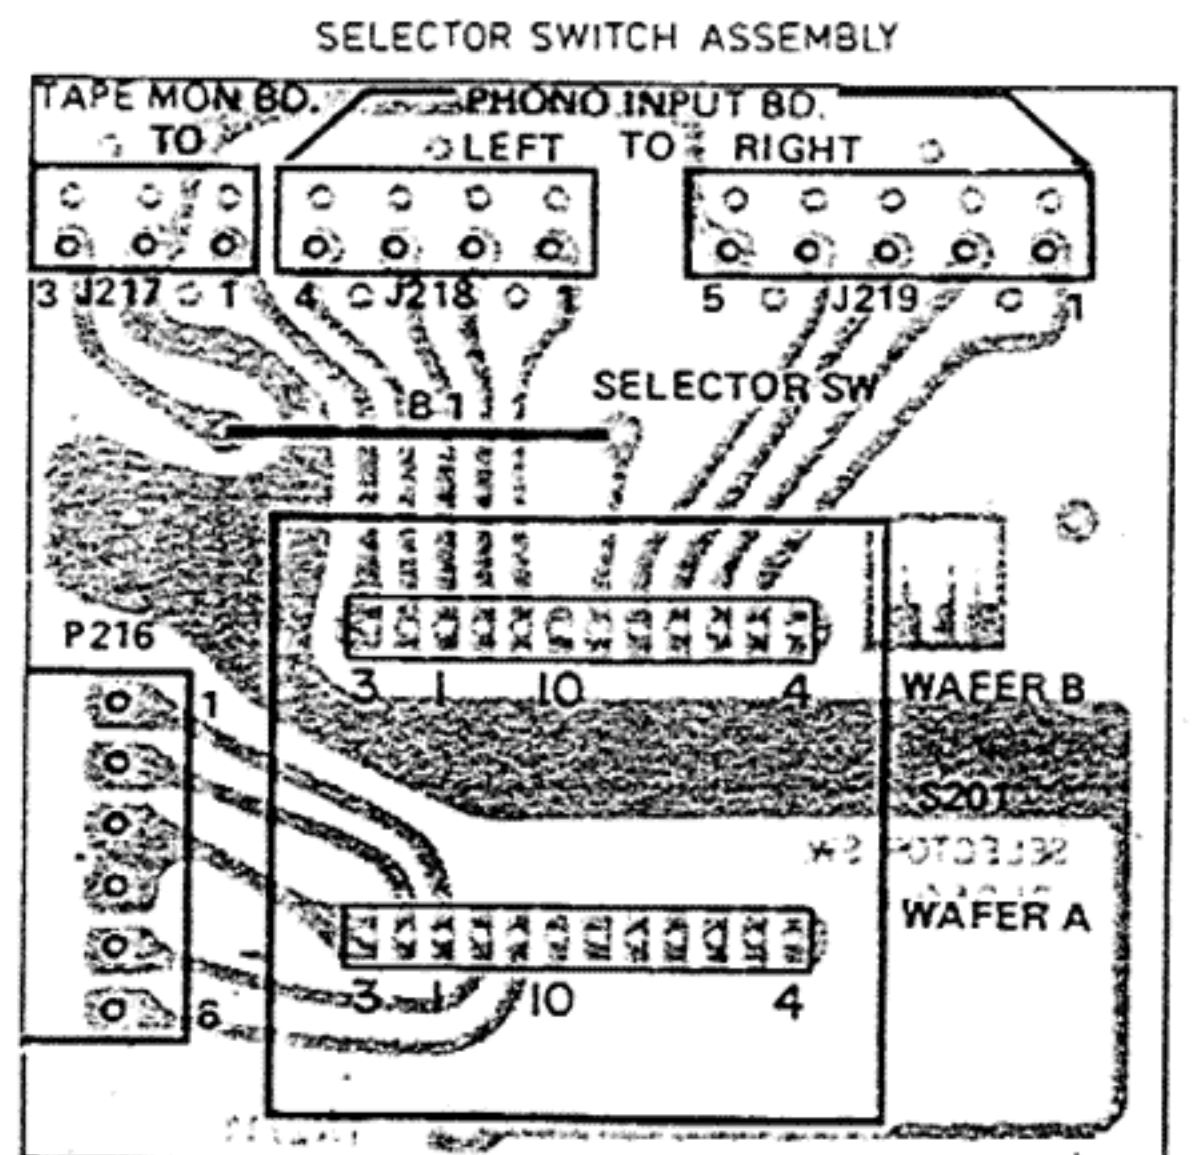 SELECTOR SWITCH ASSEMBLY
TAPE MON BD.
TO
PHONO INPUT BD.
LEFT TO RIGHT
3 J217 1
4 J218 1
5 J219 1
SELECTOR SW
B 1
P216
1
6
3 1 10 4
WAFER B
S201
SELECTOR SW.
WAFER A
3 1 10 4